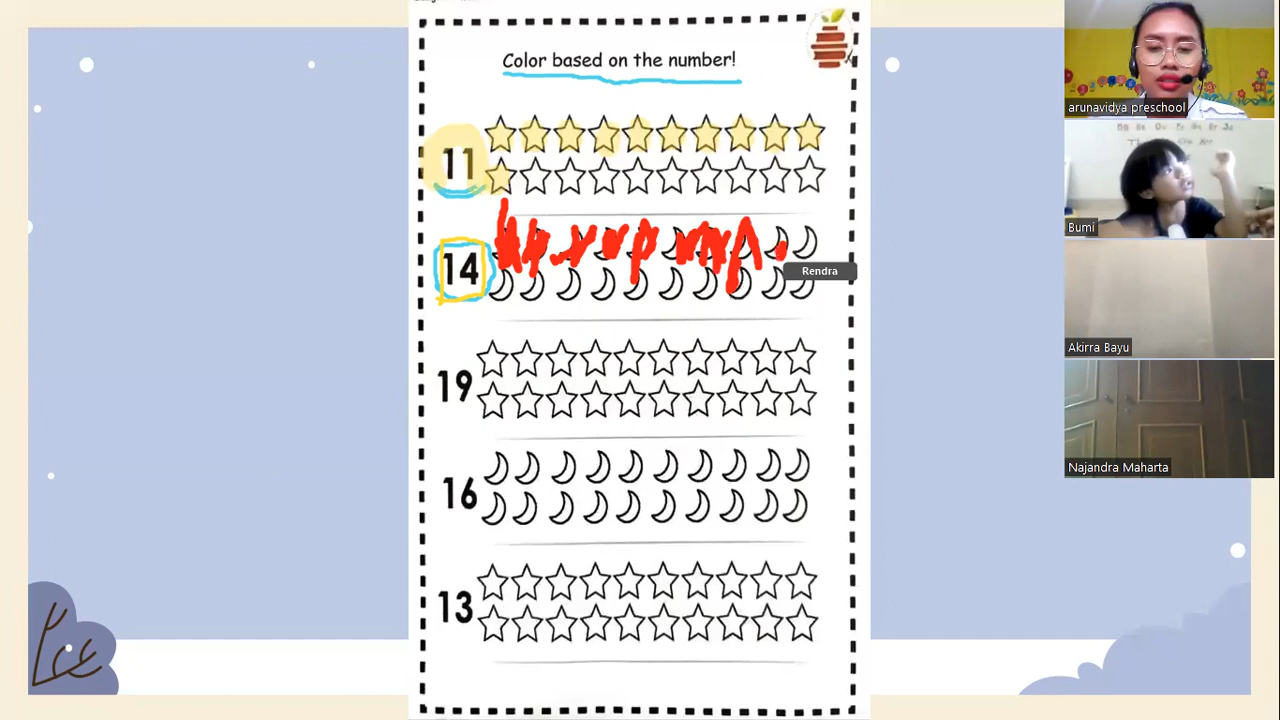 Color based on the number!
11
14
19
16
13
Rendra
arunavidya preschool
Bumi
Akirra Bayu
Najandra Maharta